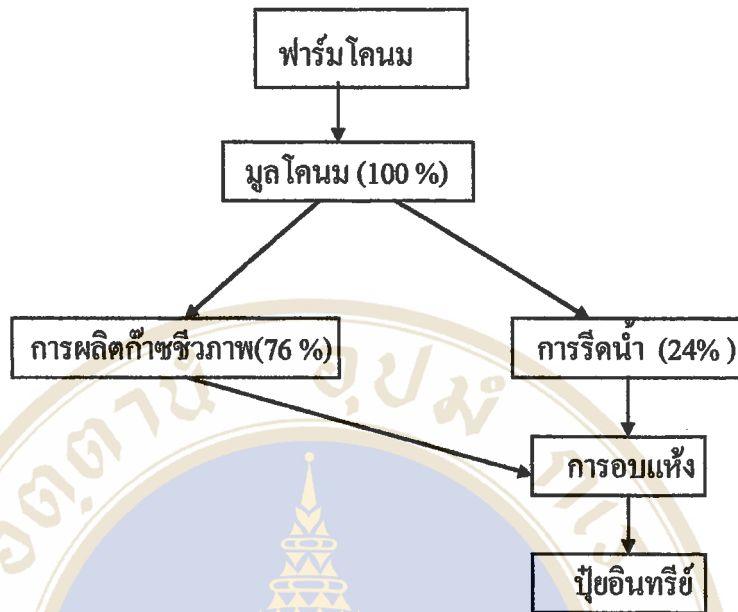 ฟาร์มโคนม
มูลโคนม (100 %)
การผลิตก๊าซชีวภาพ(76 %)
การรีดน้ำ (24% )
การอบแห้ง
ปุ๋ยอินทรีย์